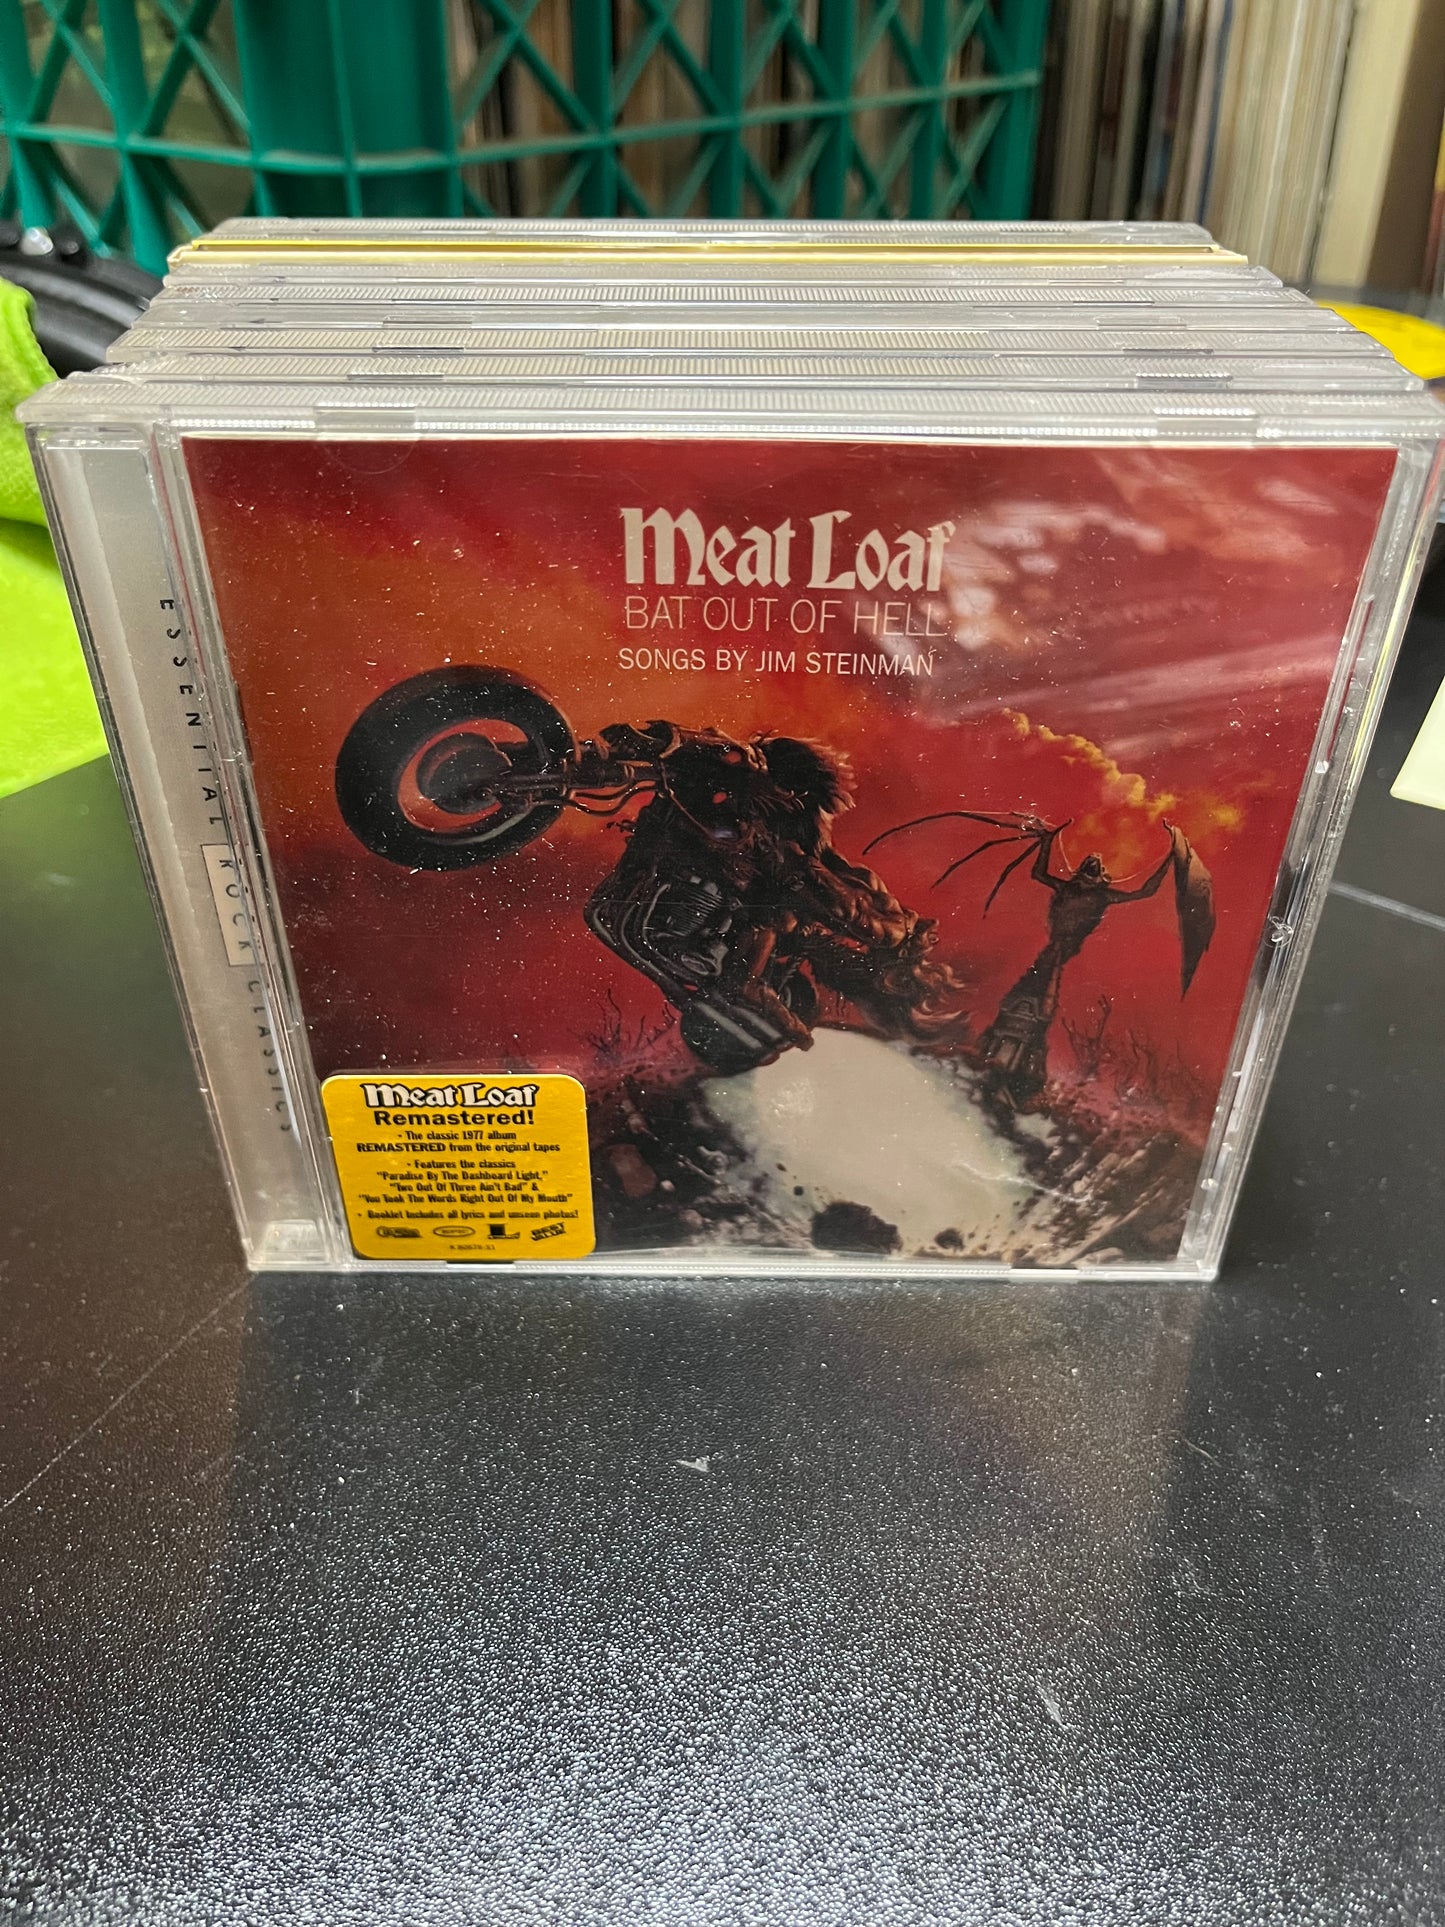 Meat Loaf
BAT OUT OF HELL
SONGS BY JIM STEINMAN
ESSENTIAL ROCK CLASSICS
Meat Loaf
Remastered!
• The classic 1977 album
REMASTERED from the original tapes
• Features the classics
"Paradise By The Dashboard Light,"
"Two Out Of Three Ain't Bad" &
"You Took The Words Right Out Of My Mouth"
• Booklet Includes all lyrics and unseen photos!